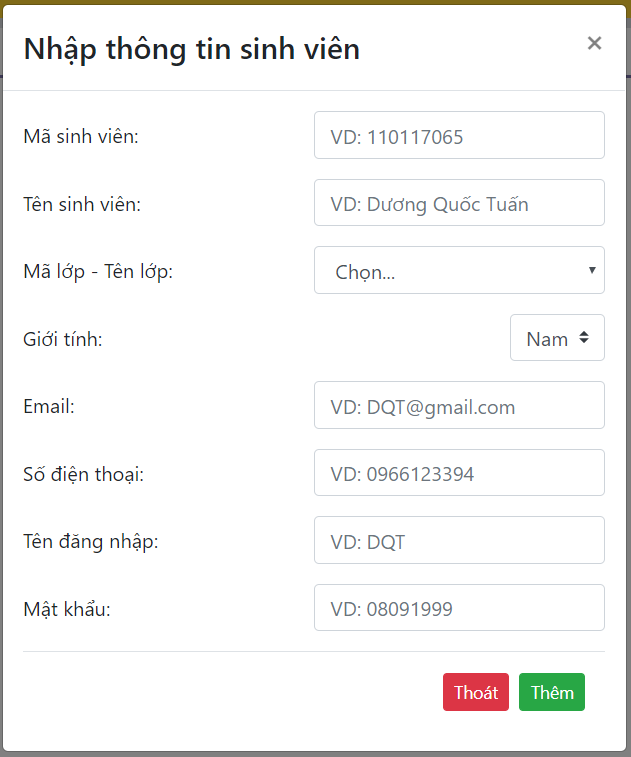 Nhập thông tin sinh viên ×
Mã sinh viên: VD: 110117065
Tên sinh viên: VD: Dương Quốc Tuấn
Mã lớp - Tên lớp: Chọn...
Giới tính: Nam
Email: VD: DQT@gmail.com
Số điện thoại: VD: 0966123394
Tên đăng nhập: VD: DQT
Mật khẩu: VD: 08091999
Thoát Thêm